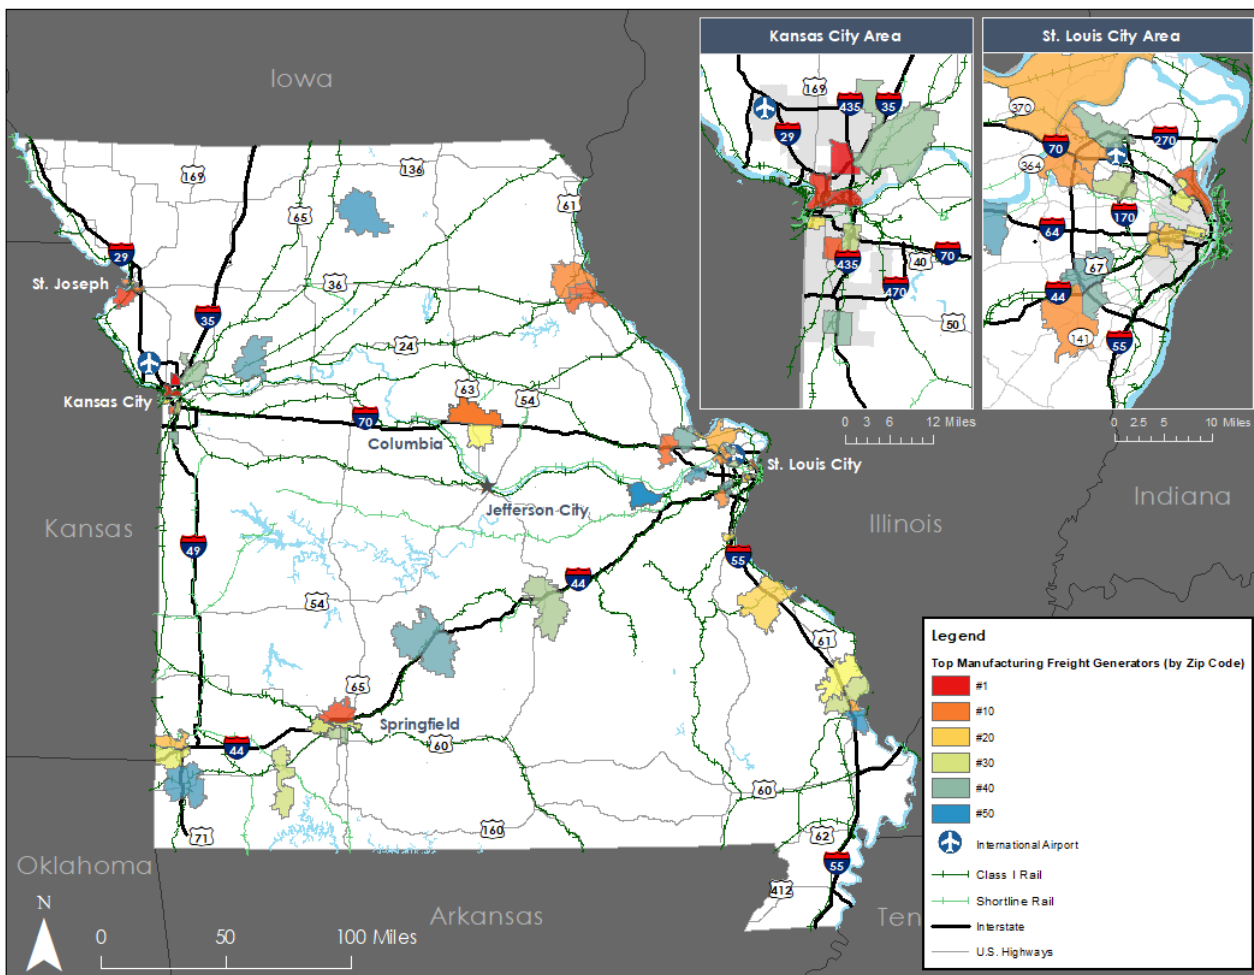 Iowa
Kansas City Area
St. Louis City Area
169
435
35
29
40
70
435
470
50
0 3 6 12 Miles
370
70
270
364
170
64
67
44
141
55
0 2.5 5 10 Miles
169
136
65
61
29
St. Joseph
36
35
24
Kansas City
63
54
70
Columbia
St. Louis City
Jefferson City
Kansas
Illinois
Indiana
49
55
44
54
61
65
Springfield
44
60
60
71
160
62
55
412
Oklahoma
Arkansas
Ten
N
0 50 100 Miles
Legend
Top Manufacturing Freight Generators (by Zip Code)
#1
#10
#20
#30
#40
#50
International Airport
Class I Rail
Shortline Rail
Interstate
U.S. Highways